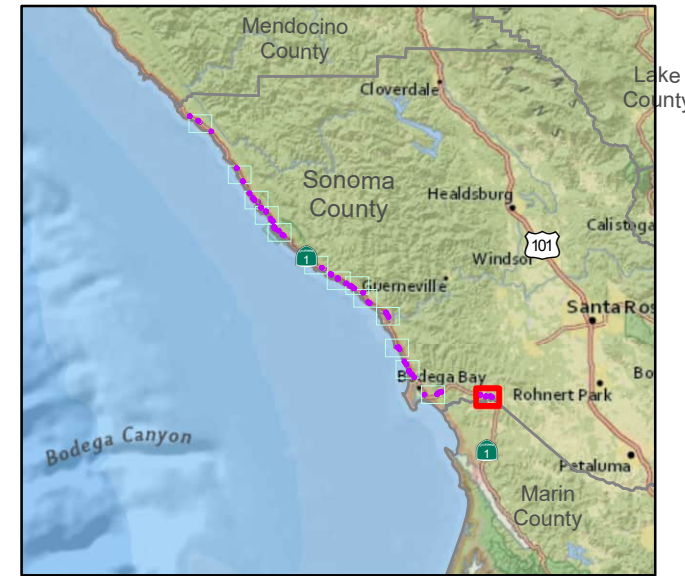 Mendocino
County
Lake
County
Cloverdale
Sonoma
County
Healdsburg
Calistoga
101
Windsor
1
Guerneville
Santa Ros
Bodega Bay
Bo
Rohnert Park
Bodega Canyon
1
Petaluma
Marin
County